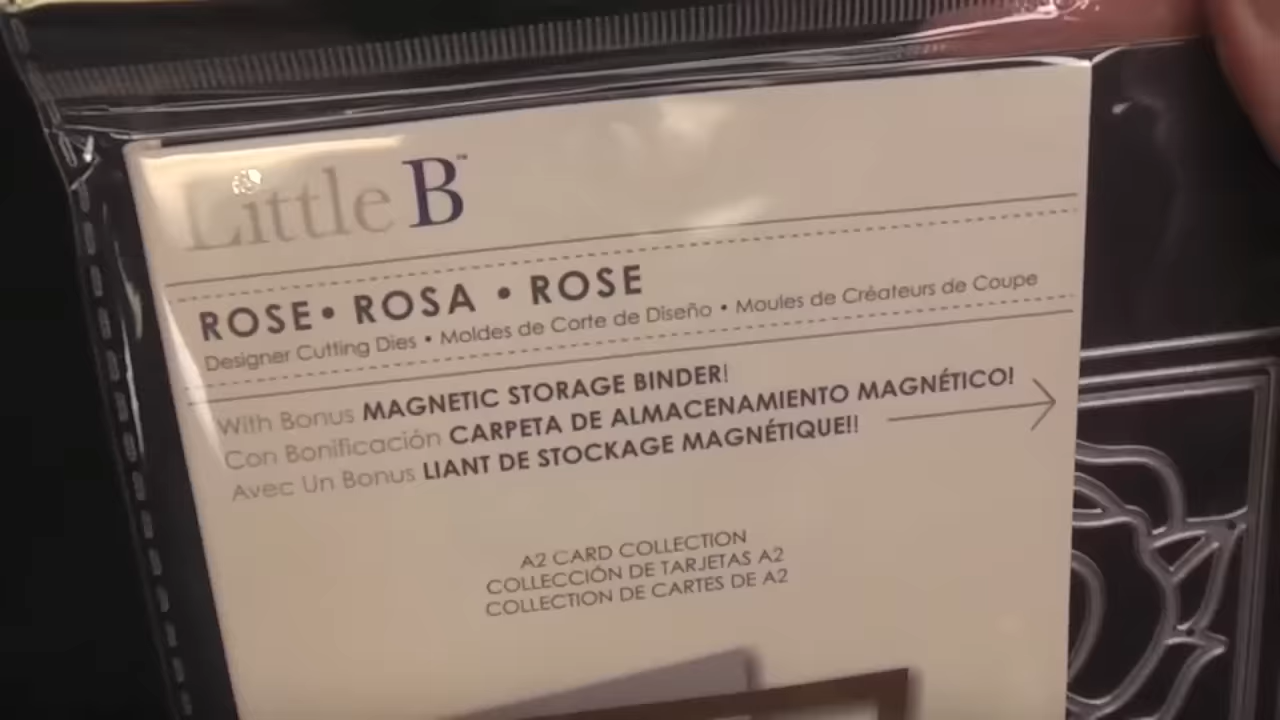 Little B™
ROSE • ROSA • ROSE
Designer Cutting Dies • Moldes de Corte de Diseño • Moules de Créateurs de Coupe
With Bonus MAGNETIC STORAGE BINDER!
Con Bonificación CARPETA DE ALMACENAMIENTO MAGNÉTICO!
Avec Un Bonus LIANT DE STOCKAGE MAGNÉTIQUE!!
A2 CARD COLLECTION
COLLECCIÓN DE TARJETAS A2
COLLECTION DE CARTES DE A2